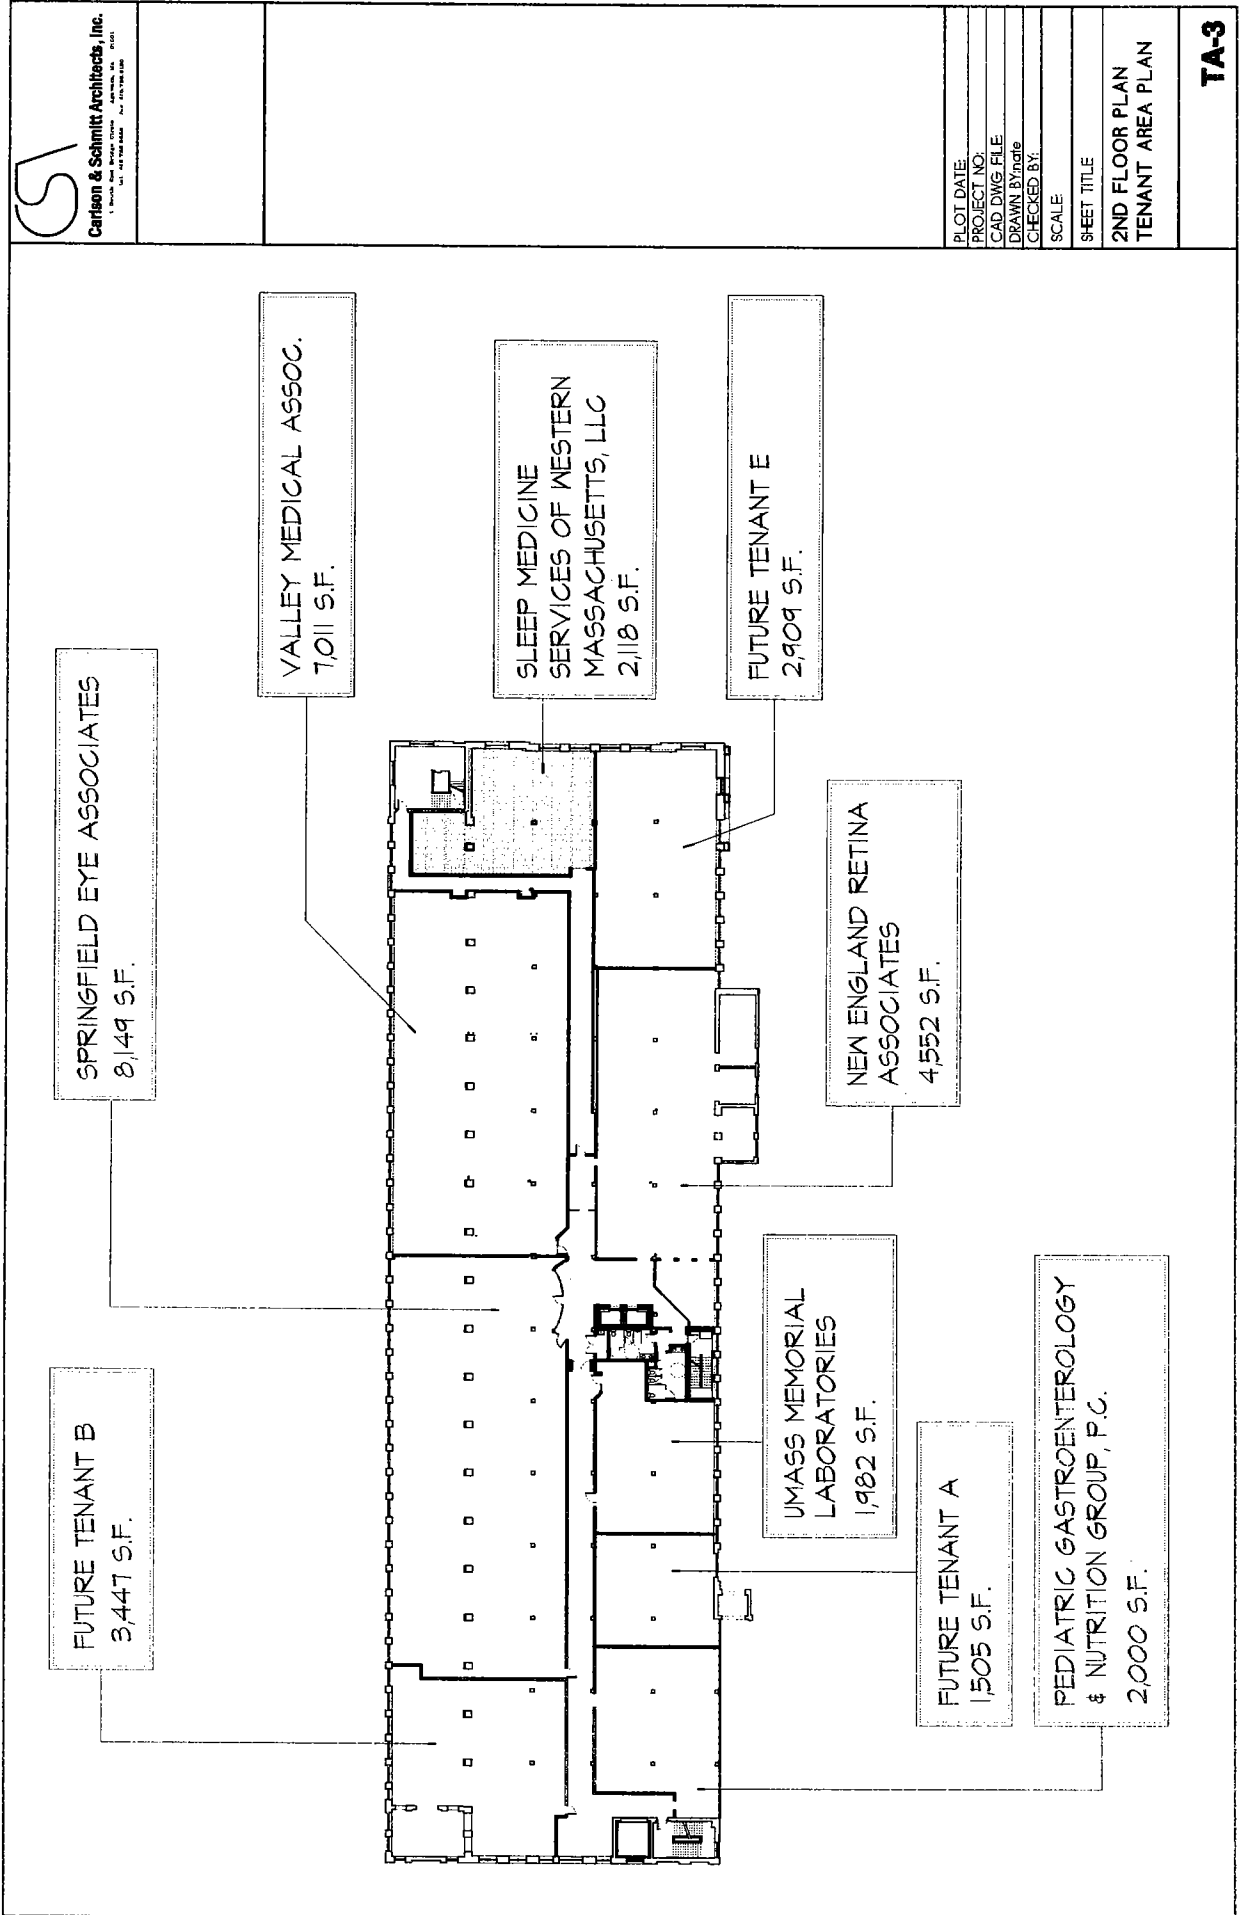 FUTURE TENANT B
3,447 S.F.
SPRINGFIELD EYE ASSOCIATES
8,149 S.F.
VALLEY MEDICAL ASSOC.
7,011 S.F.
SLEEP MEDICINE
SERVICES OF WESTERN
MASSACHUSETTS, LLC
2,118 S.F.
FUTURE TENANT E
2,909 S.F.
NEW ENGLAND RETINA
ASSOCIATES
4,552 S.F.
UMASS MEMORIAL
LABORATORIES
1,982 S.F.
FUTURE TENANT A
1,505 S.F.
PEDIATRIC GASTROENTEROLOGY
& NUTRITION GROUP, P.C.
2,000 S.F.
Carlson & Schmitt Architects, Inc.
PLOT DATE:
PROJECT NO:
CAD DWG FILE:
DRAWN BY: nate
CHECKED BY:
SCALE:
SHEET TITLE
2ND FLOOR PLAN
TENANT AREA PLAN
TA-3